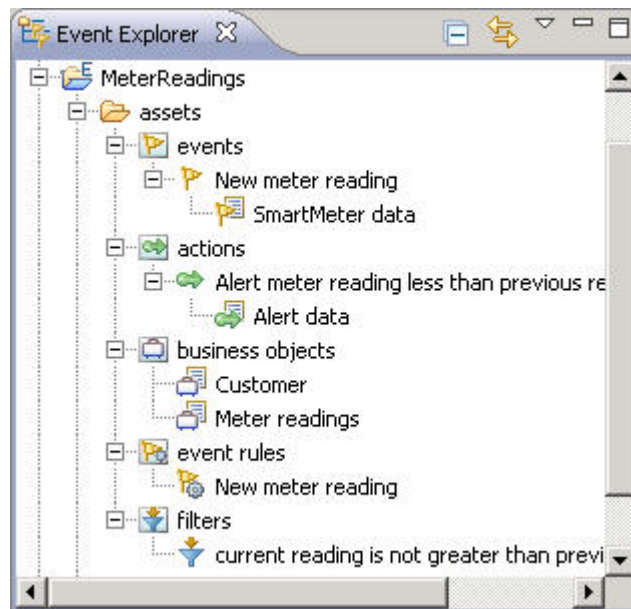 Event Explorer
MeterReadings
assets
events
New meter reading
SmartMeter data
actions
Alert meter reading less than previous re
Alert data
business objects
Customer
Meter readings
event rules
New meter reading
filters
current reading is not greater than previ